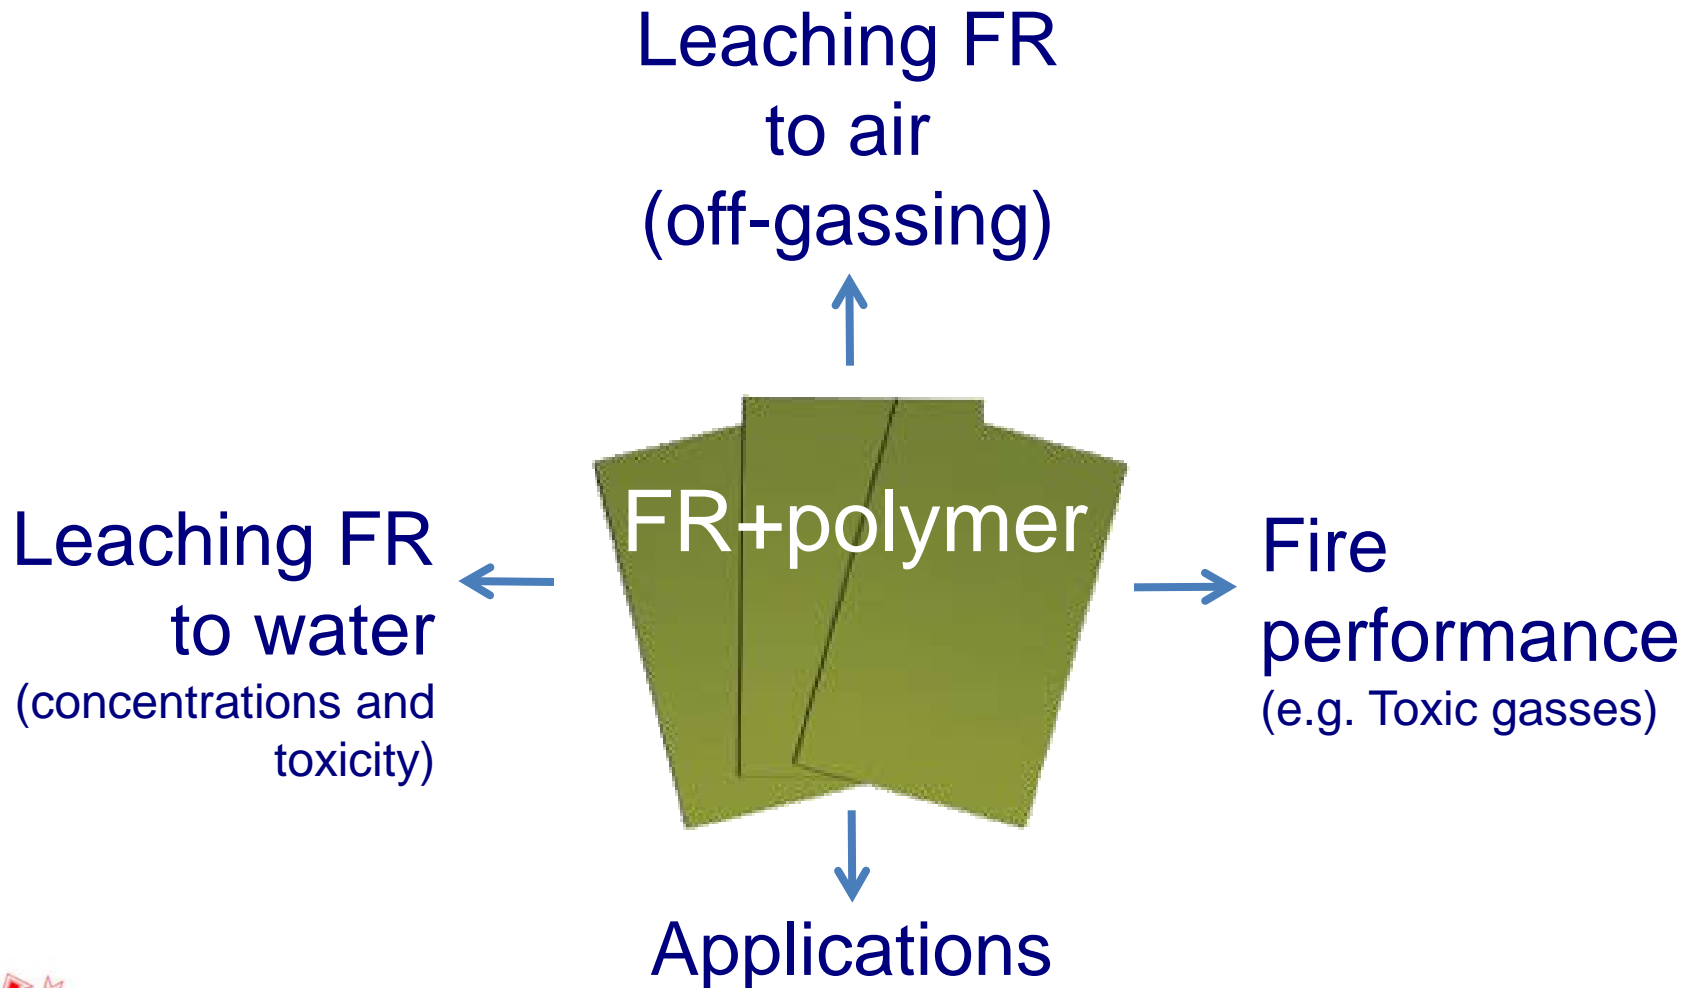 Leaching FR
to air
(off-gassing)
FR+polymer
Leaching FR
to water
(concentrations and
toxicity)
Fire
performance
(e.g. Toxic gasses)
Applications